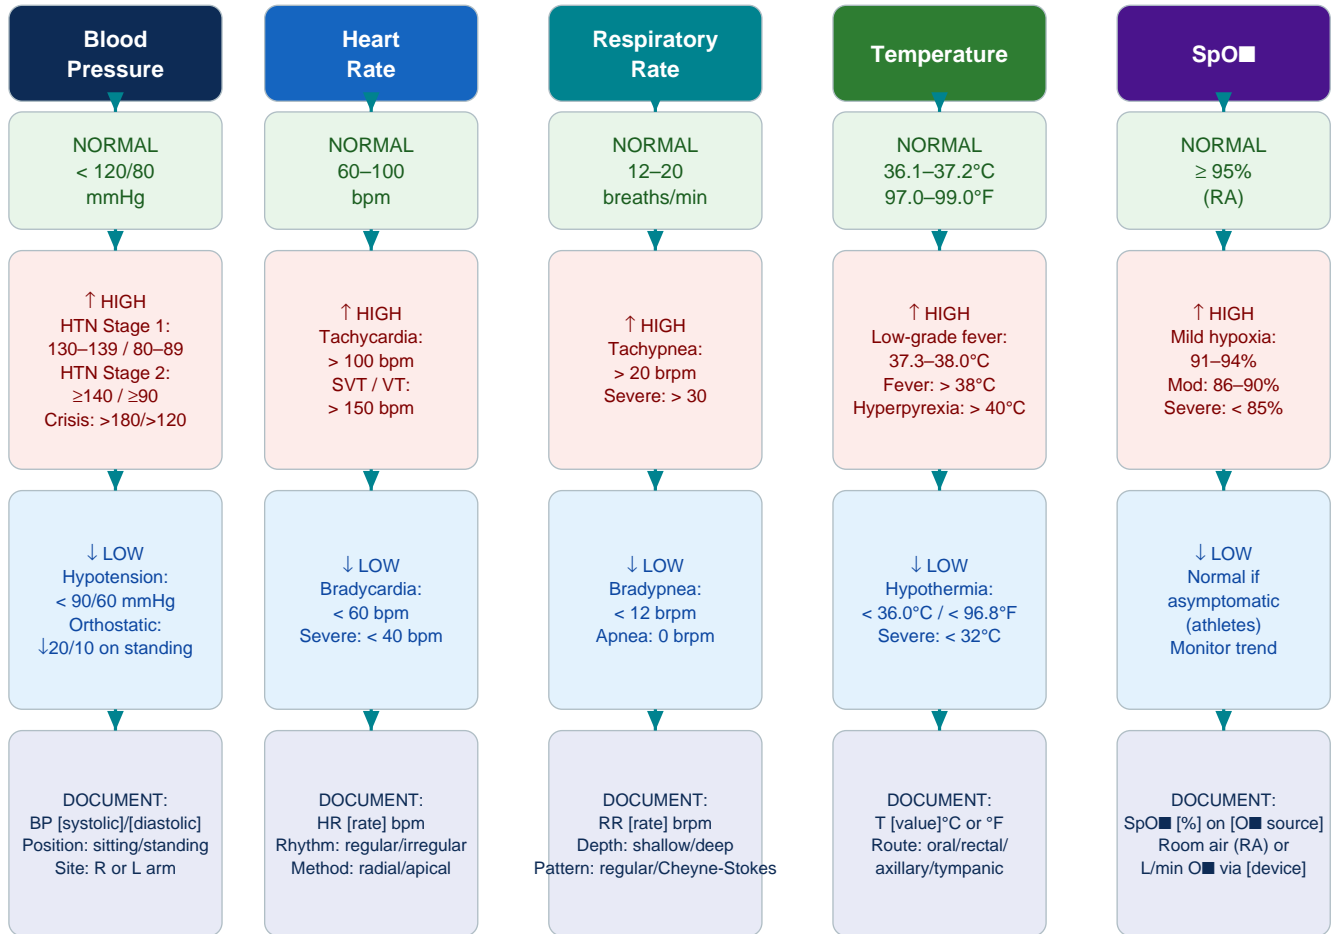 Blood
Pressure
NORMAL
< 120/80
mmHg
↑ HIGH
HTN Stage 1:
130–139 / 80–89
HTN Stage 2:
≥140 / ≥90
Crisis: >180/>120
↓ LOW
Hypotension:
< 90/60 mmHg
Orthostatic:
↓20/10 on standing
DOCUMENT:
BP [systolic]/[diastolic]
Position: sitting/standing
Site: R or L arm
Heart
Rate
NORMAL
60–100
bpm
↑ HIGH
Tachycardia:
> 100 bpm
SVT / VT:
> 150 bpm
↓ LOW
Bradycardia:
< 60 bpm
Severe: < 40 bpm
DOCUMENT:
HR [rate] bpm
Rhythm: regular/irregular
Method: radial/apical
Respiratory
Rate
NORMAL
12–20
breaths/min
↑ HIGH
Tachypnea:
> 20 brpm
Severe: > 30
↓ LOW
Bradypnea:
< 12 brpm
Apnea: 0 brpm
DOCUMENT:
RR [rate] brpm
Depth: shallow/deep
Pattern: regular/Cheyne-Stokes
Temperature
NORMAL
36.1–37.2°C
97.0–99.0°F
↑ HIGH
Low-grade fever:
37.3–38.0°C
Fever: > 38°C
Hyperpyrexia: > 40°C
↓ LOW
Hypothermia:
< 36.0°C / < 96.8°F
Severe: < 32°C
DOCUMENT:
T [value]°C or °F
Route: oral/rectal/
axillary/tympanic
SpO■
NORMAL
≥ 95%
(RA)
↑ HIGH
Mild hypoxia:
91–94%
Mod: 86–90%
Severe: < 85%
↓ LOW
Normal if
asymptomatic
(athletes)
Monitor trend
DOCUMENT:
SpO■ [%] on [O■ source]
Room air (RA) or
L/min O■ via [device]